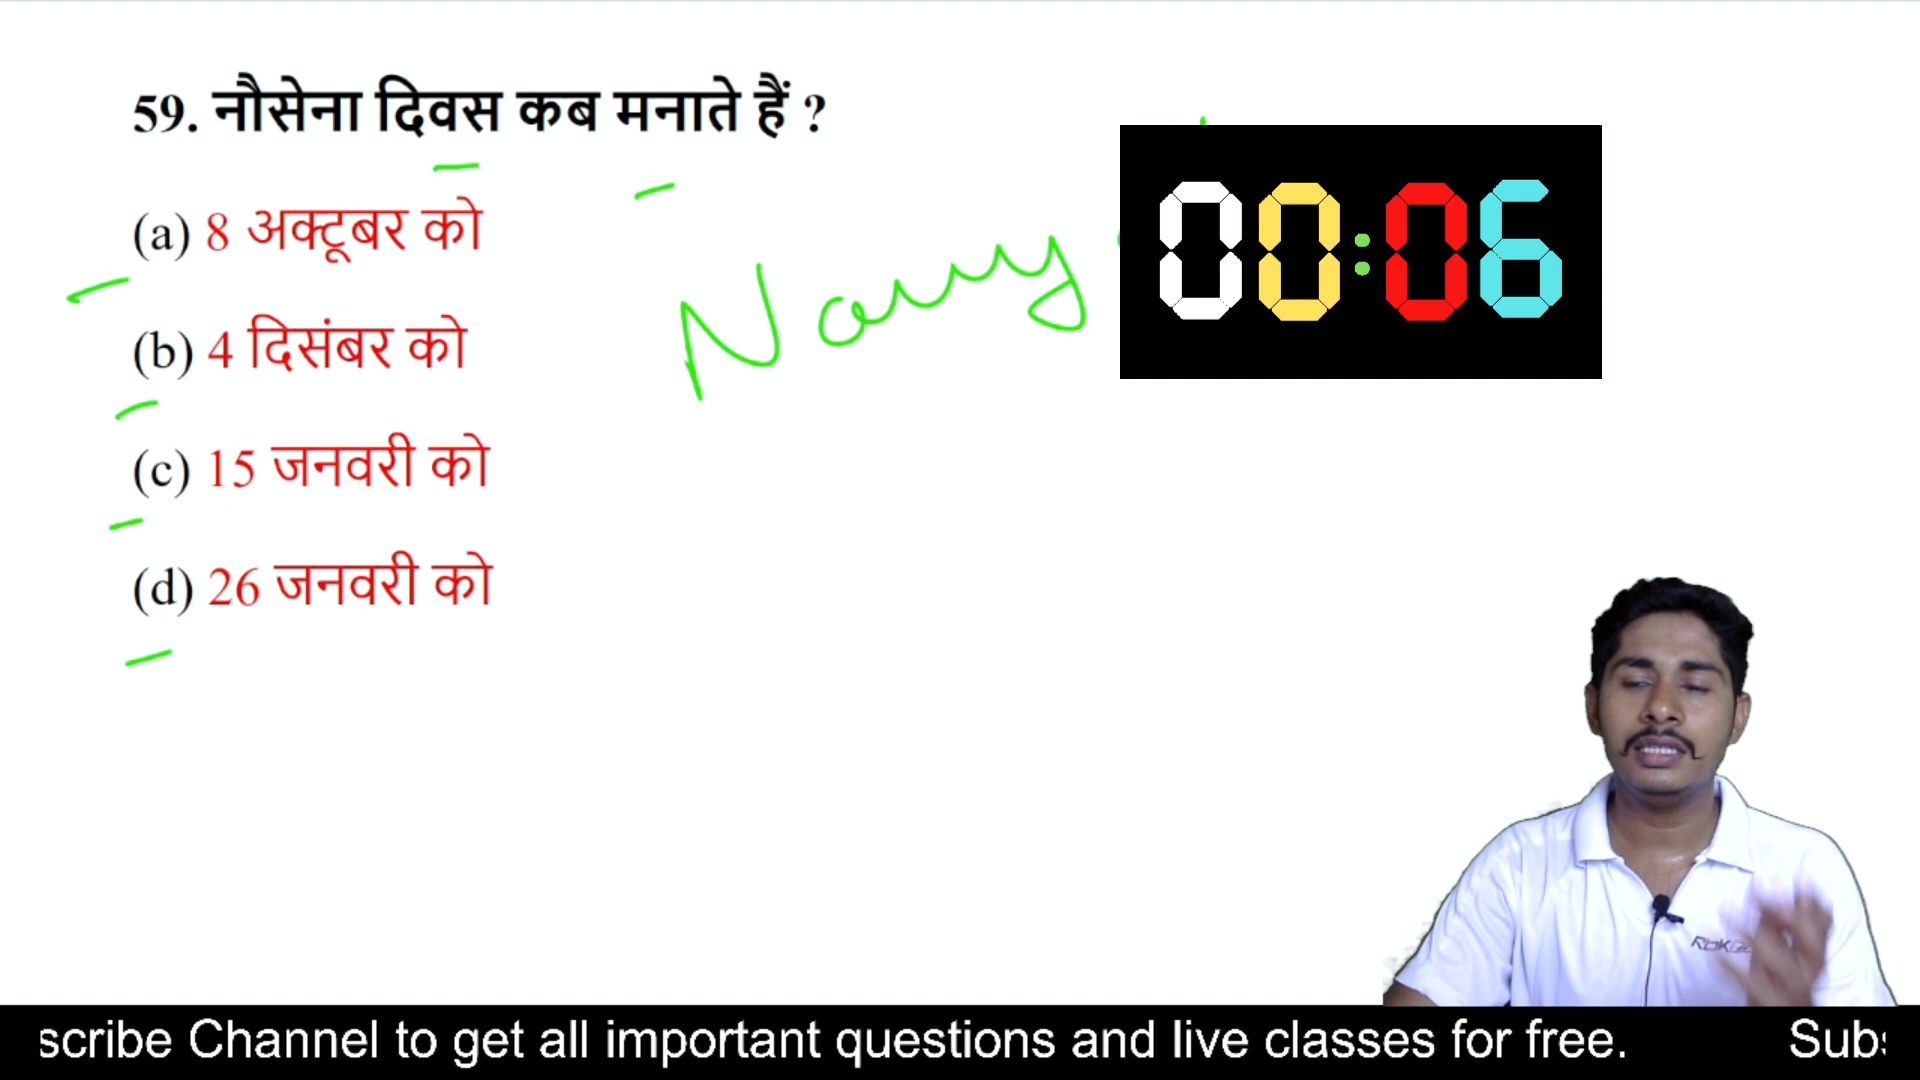 59. नौसेना दिवस कब मनाते हैं ?
(a) 8 अक्टूबर को
(b) 4 दिसंबर को
(c) 15 जनवरी को
(d) 26 जनवरी को
Navy
00:06
scribe Channel to get all important questions and live classes for free. Subs